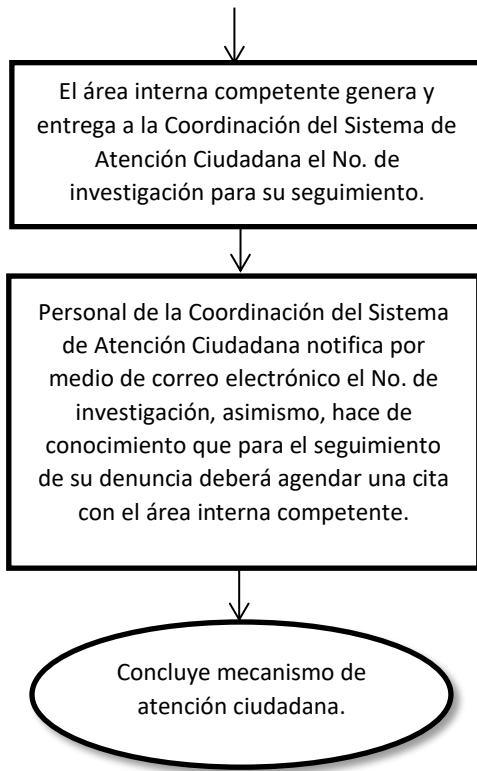 El área interna competente genera y
entrega a la Coordinación del Sistema de
Atención Ciudadana el No. de
investigación para su seguimiento.
Personal de la Coordinación del Sistema
de Atención Ciudadana notifica por
medio de correo electrónico el No. de
investigación, asimismo, hace de
conocimiento que para el seguimiento
de su denuncia deberá agendar una cita
con el área interna competente.
Concluye mecanismo de
atención ciudadana.